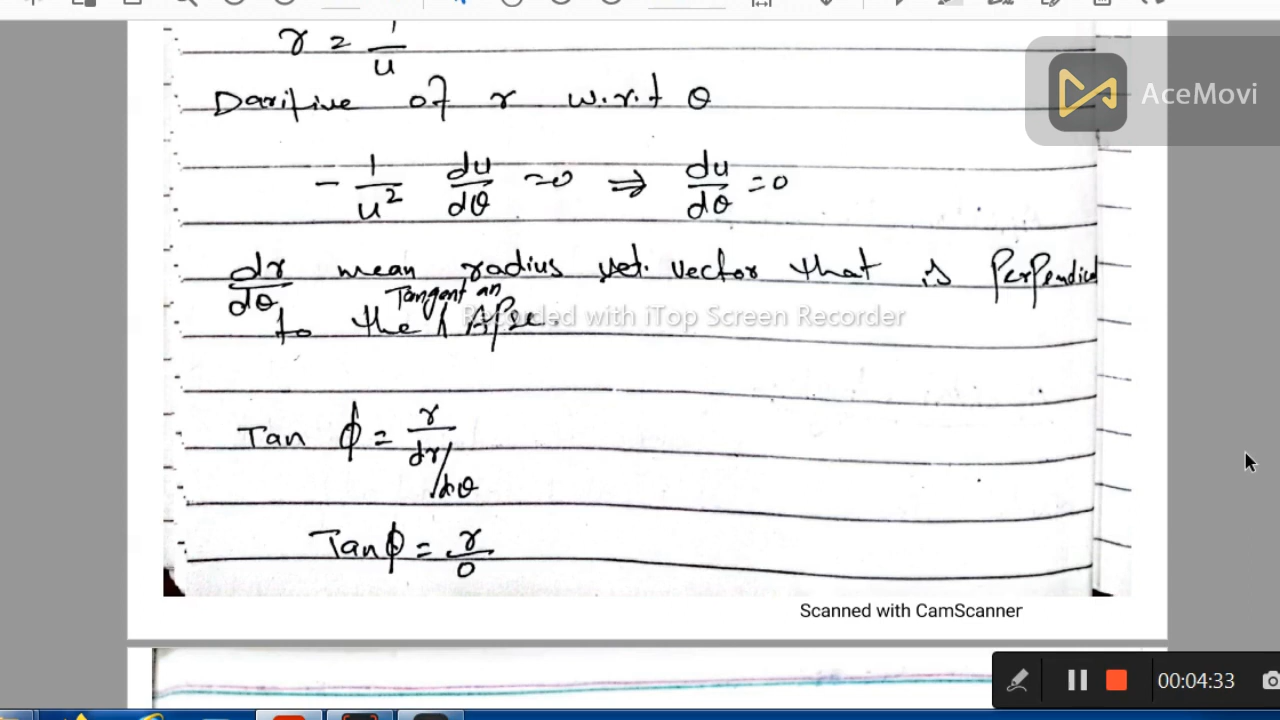 r = 1/u
AceMovi
Darifive of r w.r.t θ
- 1/u² du/dθ =0 ⇒ du/dθ =0
dr/dθ mean radius vet. vector that is Perpendicul
Tangent an
to the Apse.
Recorded with iTop Screen Recorder
Tan ϕ = r/dr/dθ
Tanϕ = r/0
Scanned with CamScanner
00:04:33